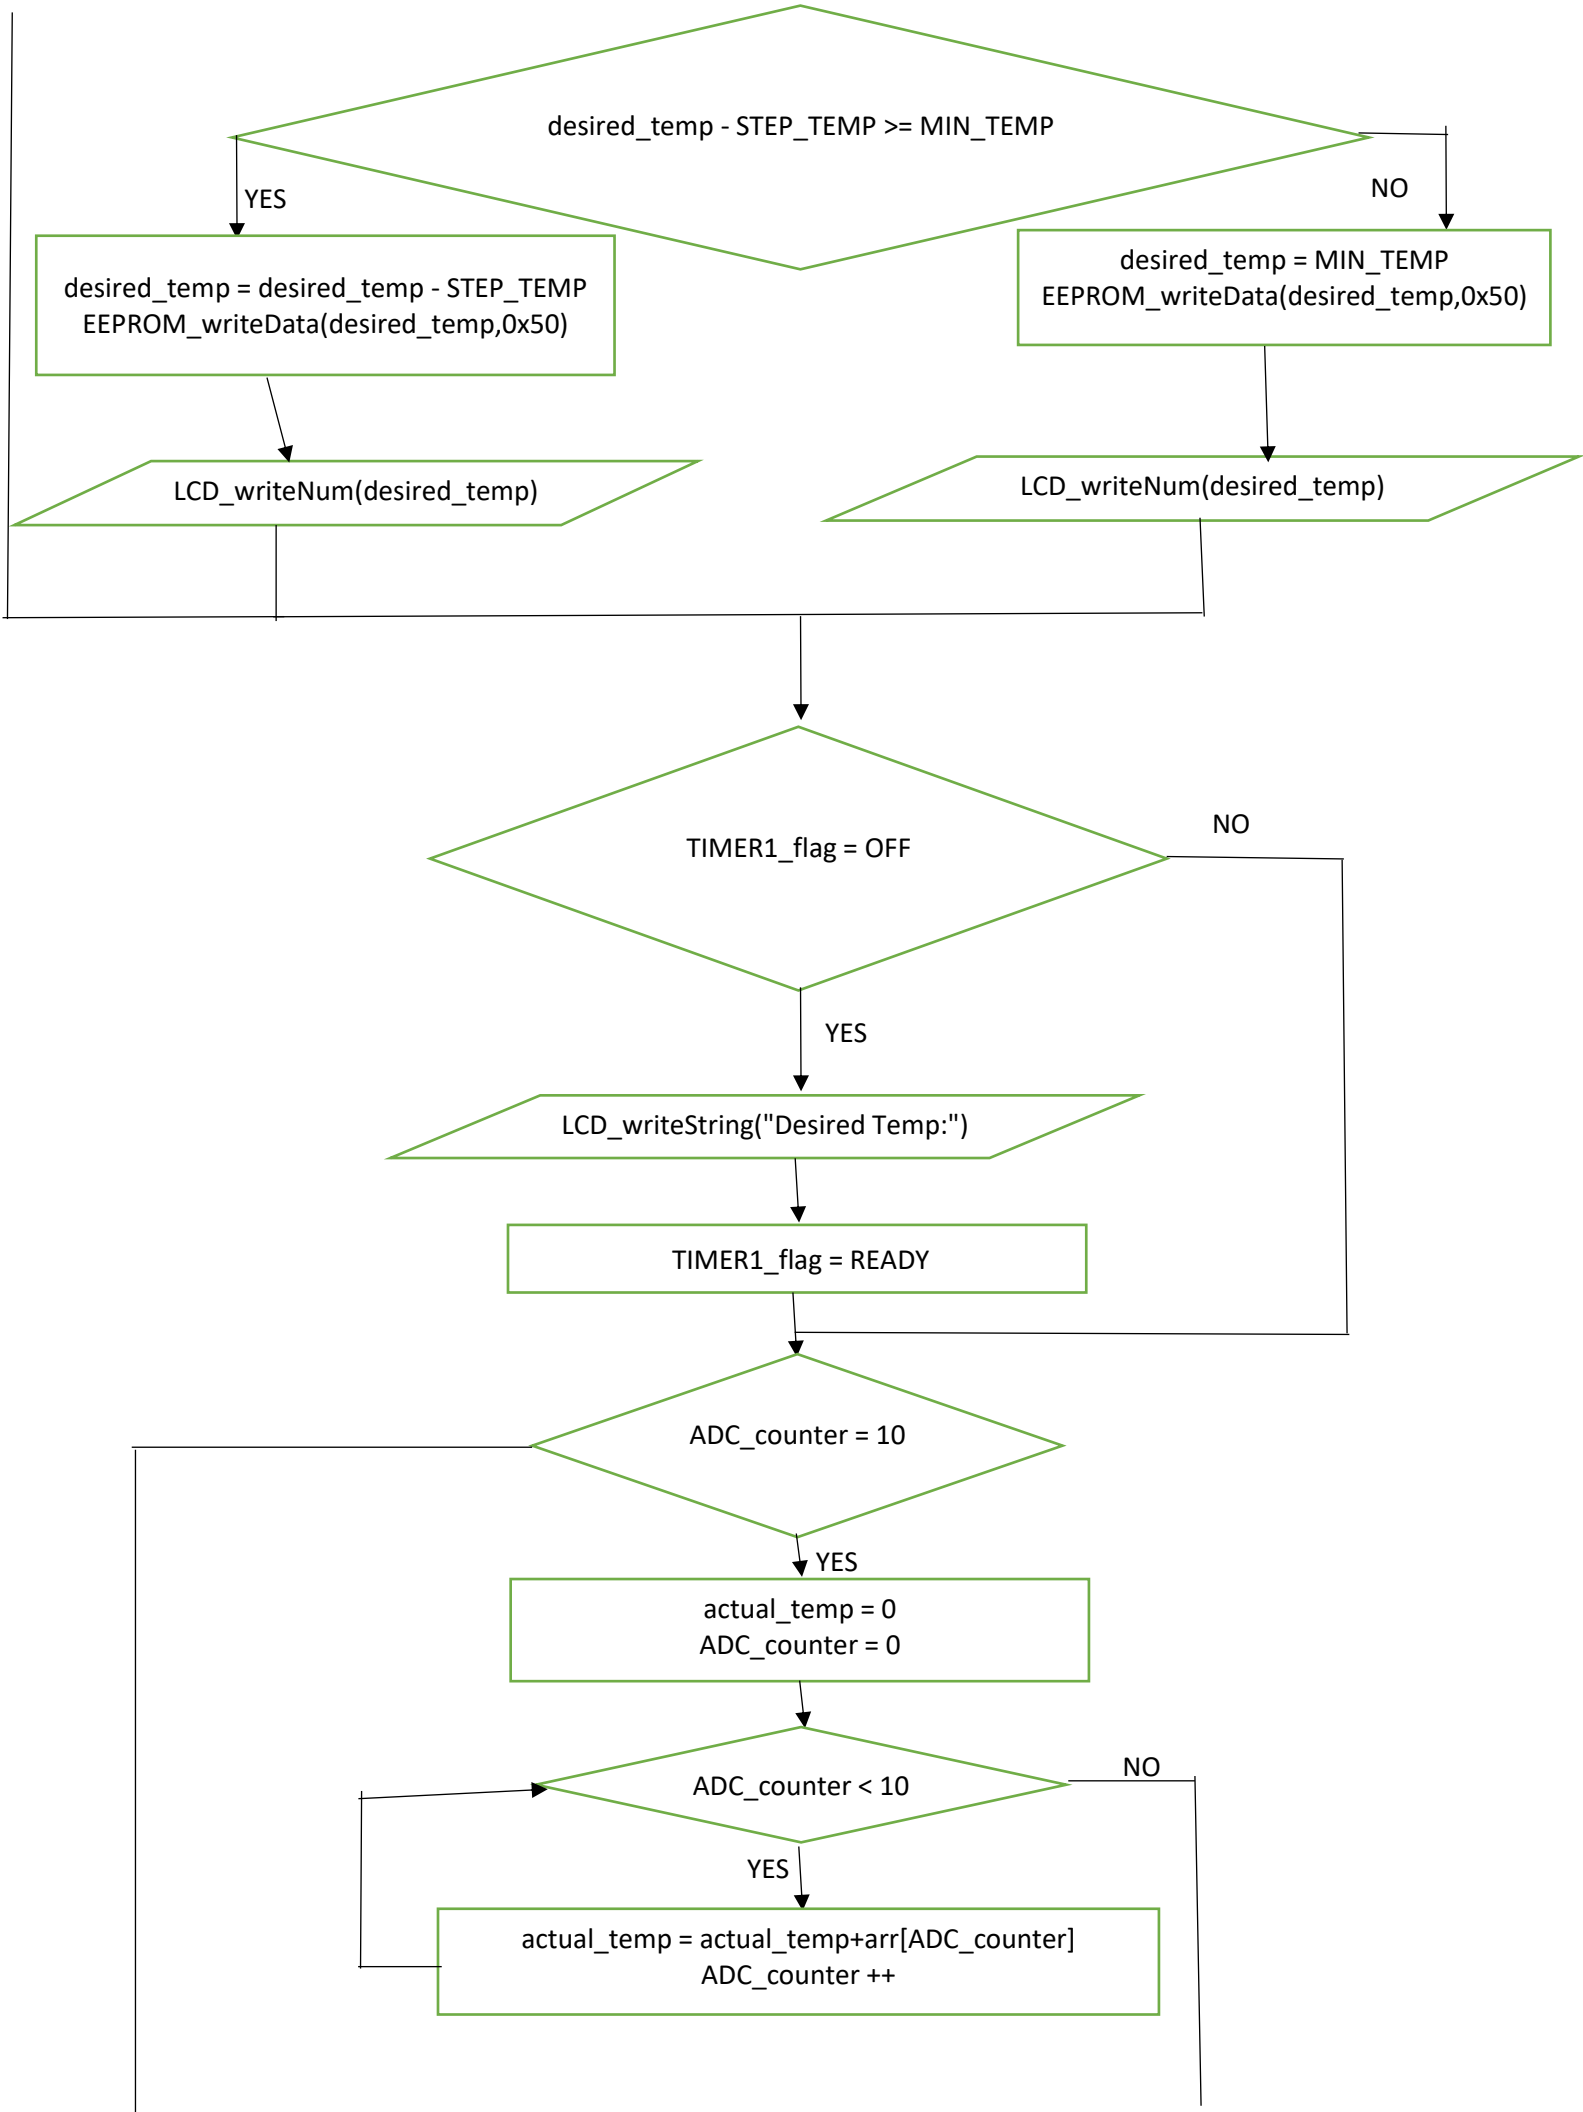 desired_temp - STEP_TEMP >= MIN_TEMP
YES
NO
desired_temp = desired_temp - STEP_TEMP
EEPROM_writeData(desired_temp,0x50)
desired_temp = MIN_TEMP
EEPROM_writeData(desired_temp,0x50)
LCD_writeNum(desired_temp)
LCD_writeNum(desired_temp)
TIMER1_flag = OFF
NO
YES
LCD_writeString("Desired Temp:")
TIMER1_flag = READY
ADC_counter = 10
YES
actual_temp = 0
ADC_counter = 0
ADC_counter < 10
NO
YES
actual_temp = actual_temp+arr[ADC_counter]
ADC_counter ++